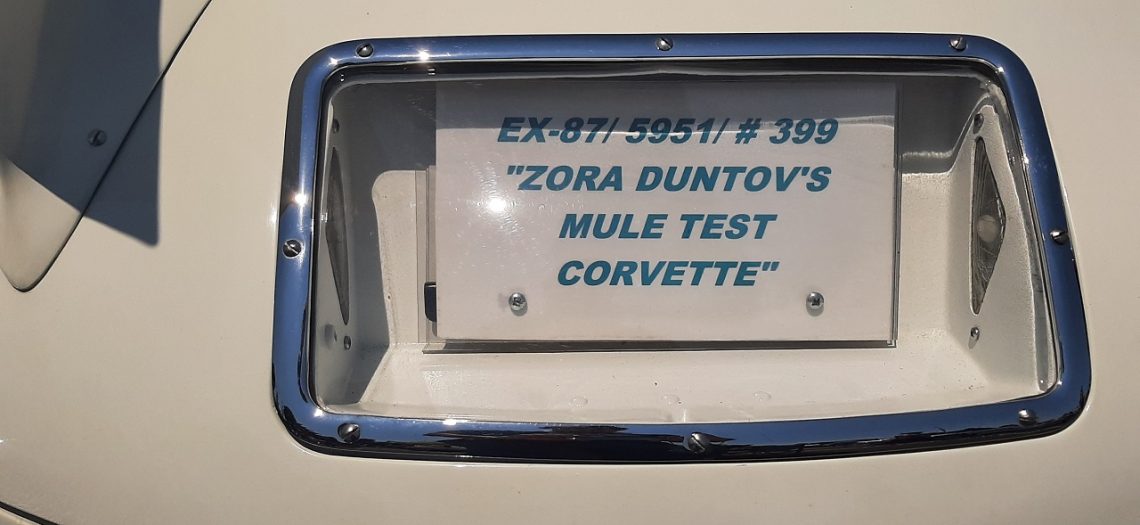 EX-87/ 5951/ # 399
"ZORA DUNTOV'S
MULE TEST
CORVETTE"